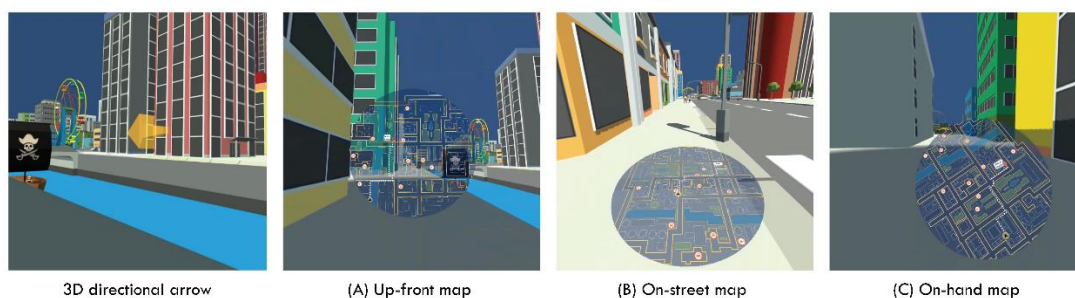 3D directional arrow
(A) Up-front map
(B) On-street map
(C) On-hand map